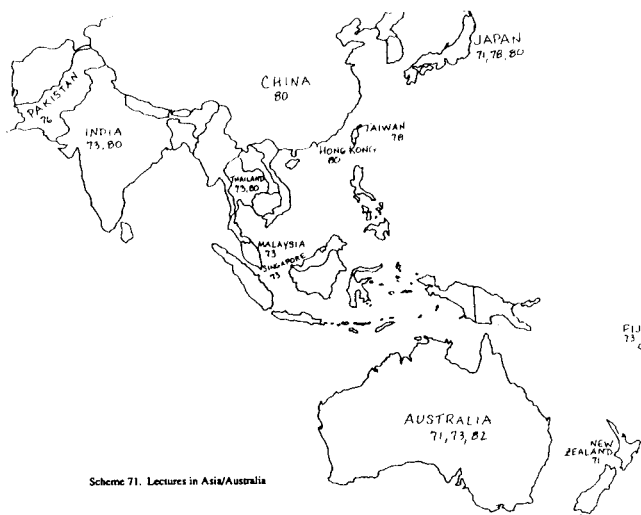 JAPAN
71, 78, 80
CHINA
80
PAKISTAN
76
INDIA
73, 80
TAIWAN
78
HONG KONG
80
THAILAND
73, 80
MALAYSIA
73
SINGAPORE
73
FIJ
73,
AUSTRALIA
71, 73, 82
NEW
ZEALAND
71
Scheme 71. Lectures in Asia/Australia